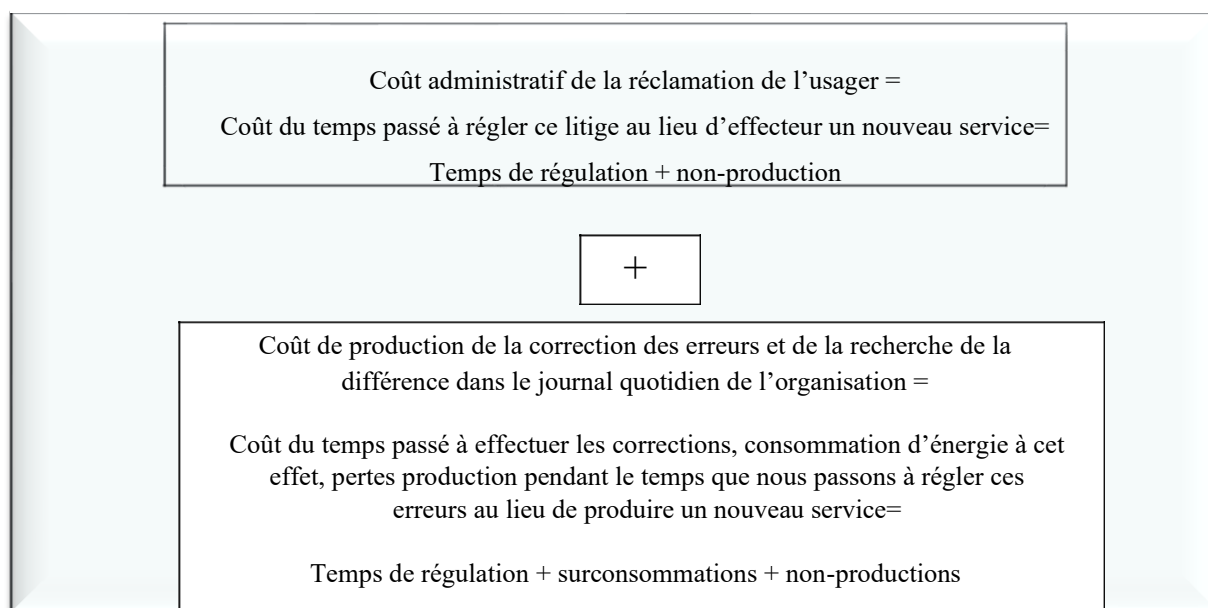 Coût administratif de la réclamation de l’usager =
Coût du temps passé à régler ce litige au lieu d’effecteur un nouveau service=
Temps de régulation + non-production
+
Coût de production de la correction des erreurs et de la recherche de la
différence dans le journal quotidien de l’organisation =
Coût du temps passé à effectuer les corrections, consommation d’énergie à cet
effet, pertes production pendant le temps que nous passons à régler ces
erreurs au lieu de produire un nouveau service=
Temps de régulation + surconsommations + non-productions